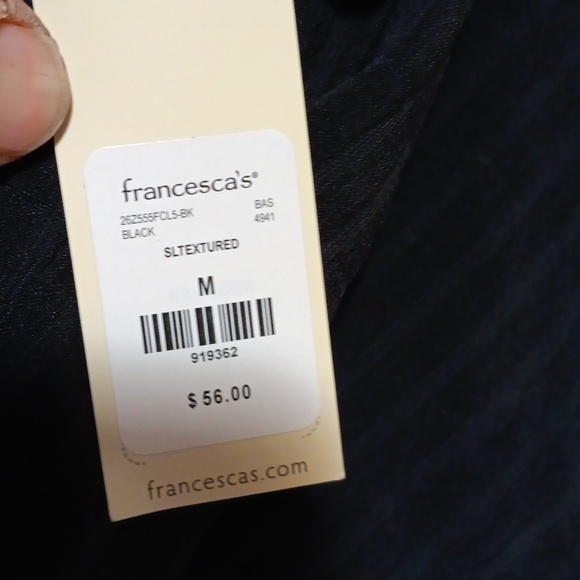 francesca's®
26Z555FCL5-BK BAS
BLACK 4941
SLTEXTURED
M
919362
$ 56.00
francescas.com